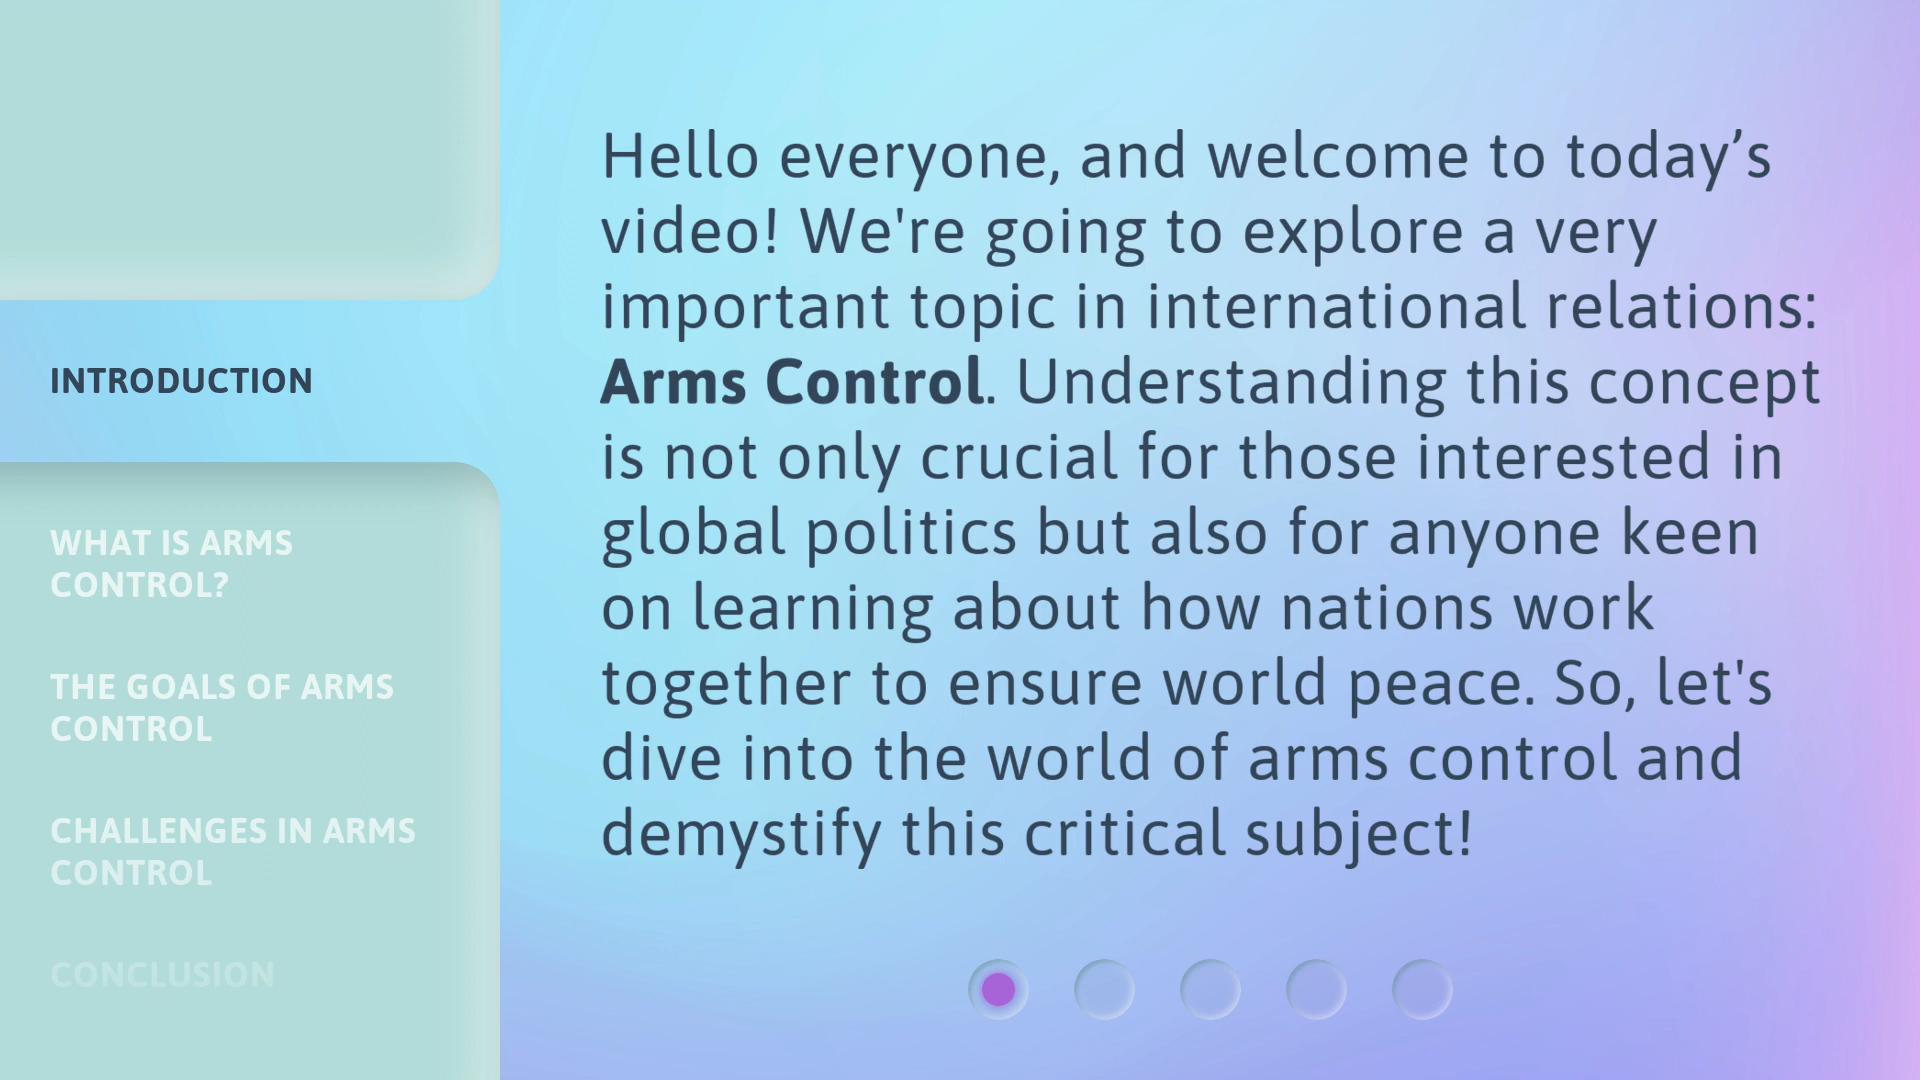 INTRODUCTION
WHAT IS ARMS
CONTROL?
THE GOALS OF ARMS
CONTROL
CHALLENGES IN ARMS
CONTROL
CONCLUSION
Hello everyone, and welcome to today’s
video! We're going to explore a very
important topic in international relations:
Arms Control. Understanding this concept
is not only crucial for those interested in
global politics but also for anyone keen
on learning about how nations work
together to ensure world peace. So, let's
dive into the world of arms control and
demystify this critical subject!